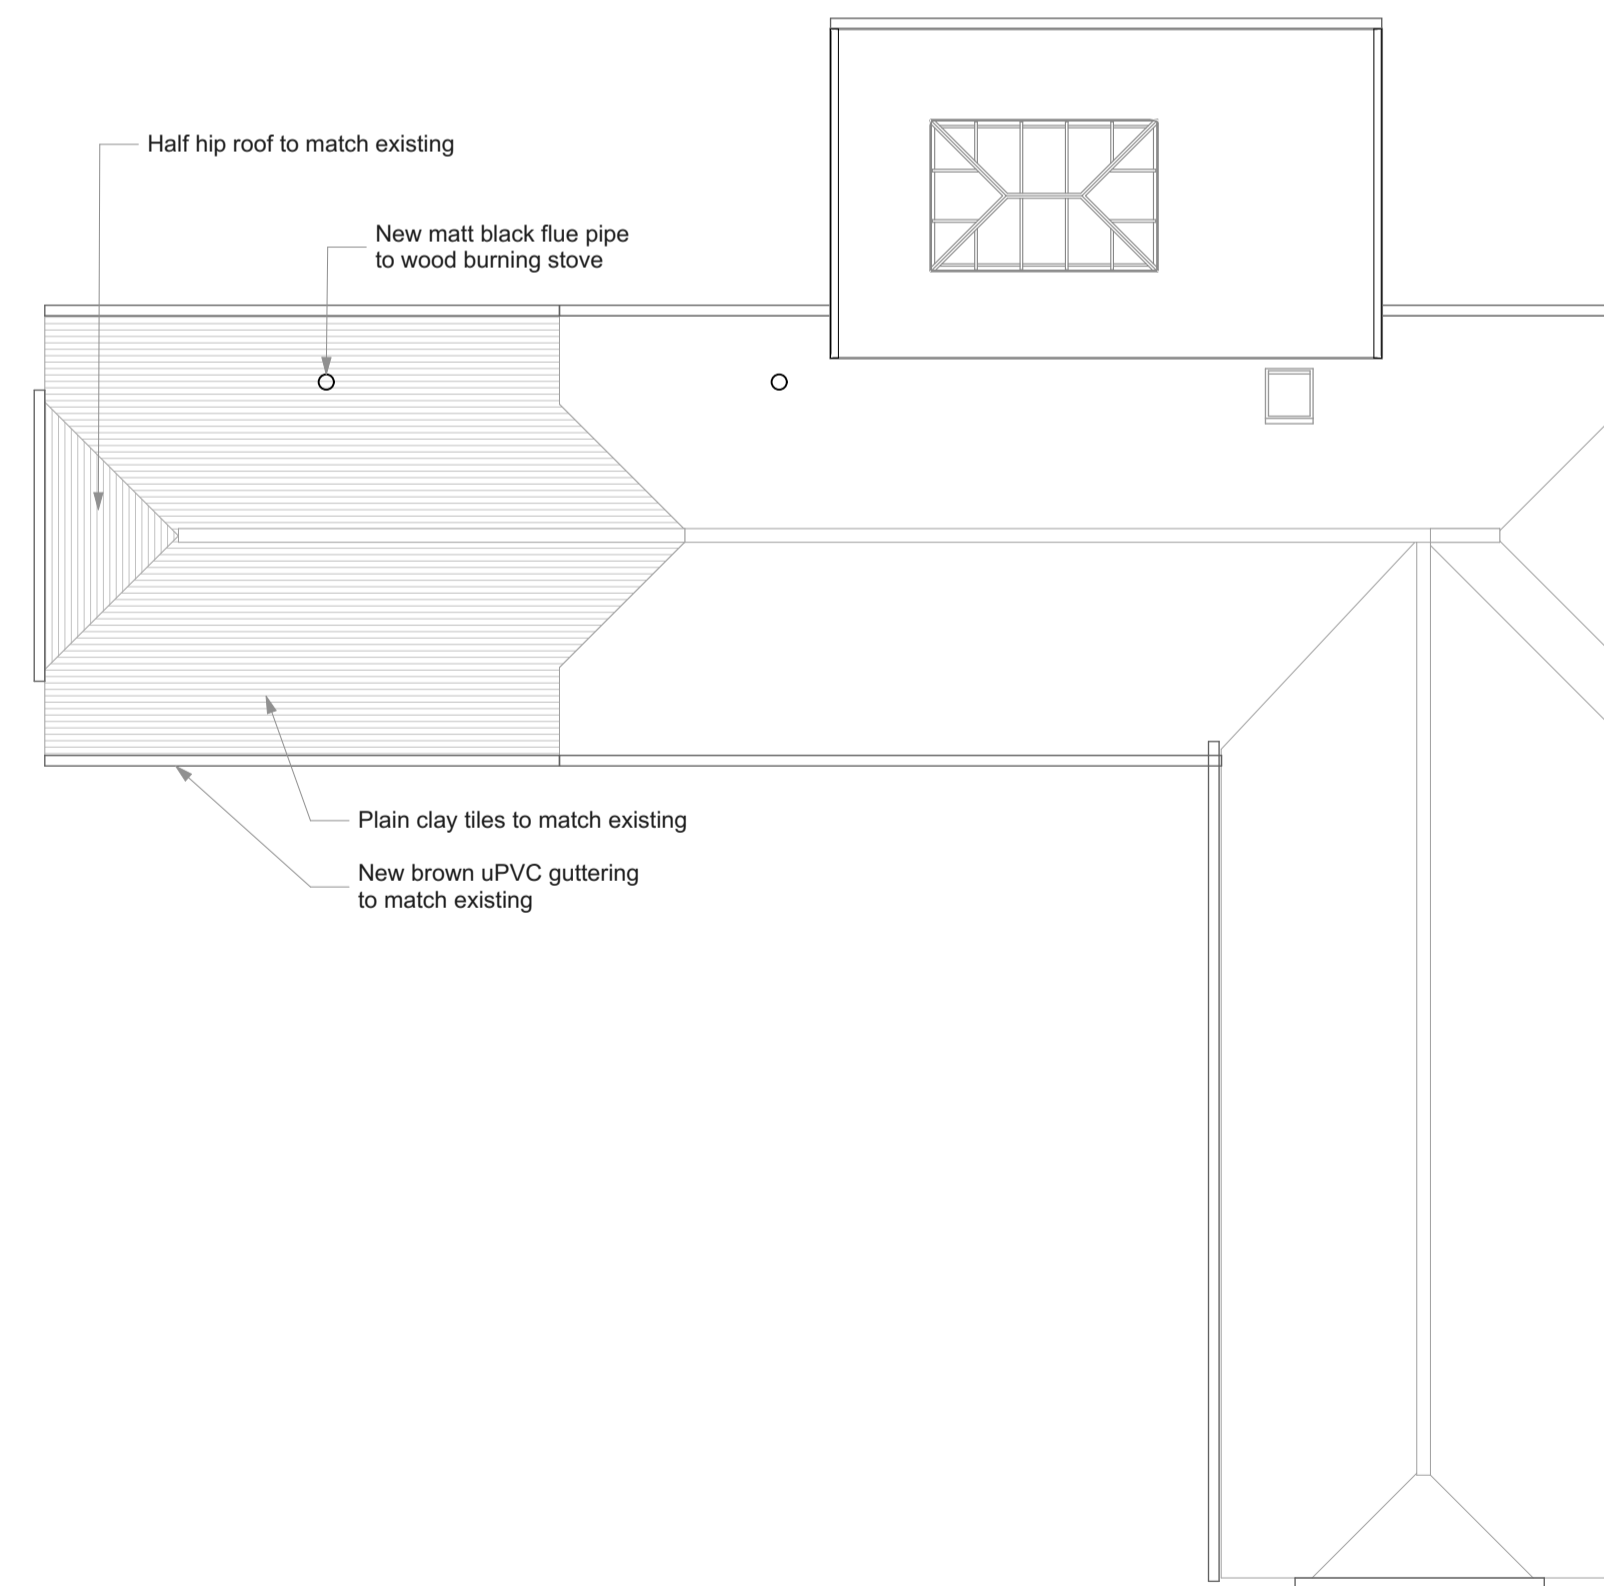 Half hip roof to match existing
New matt black flue pipe
to wood burning stove
Plain clay tiles to match existing
New brown uPVC guttering
to match existing